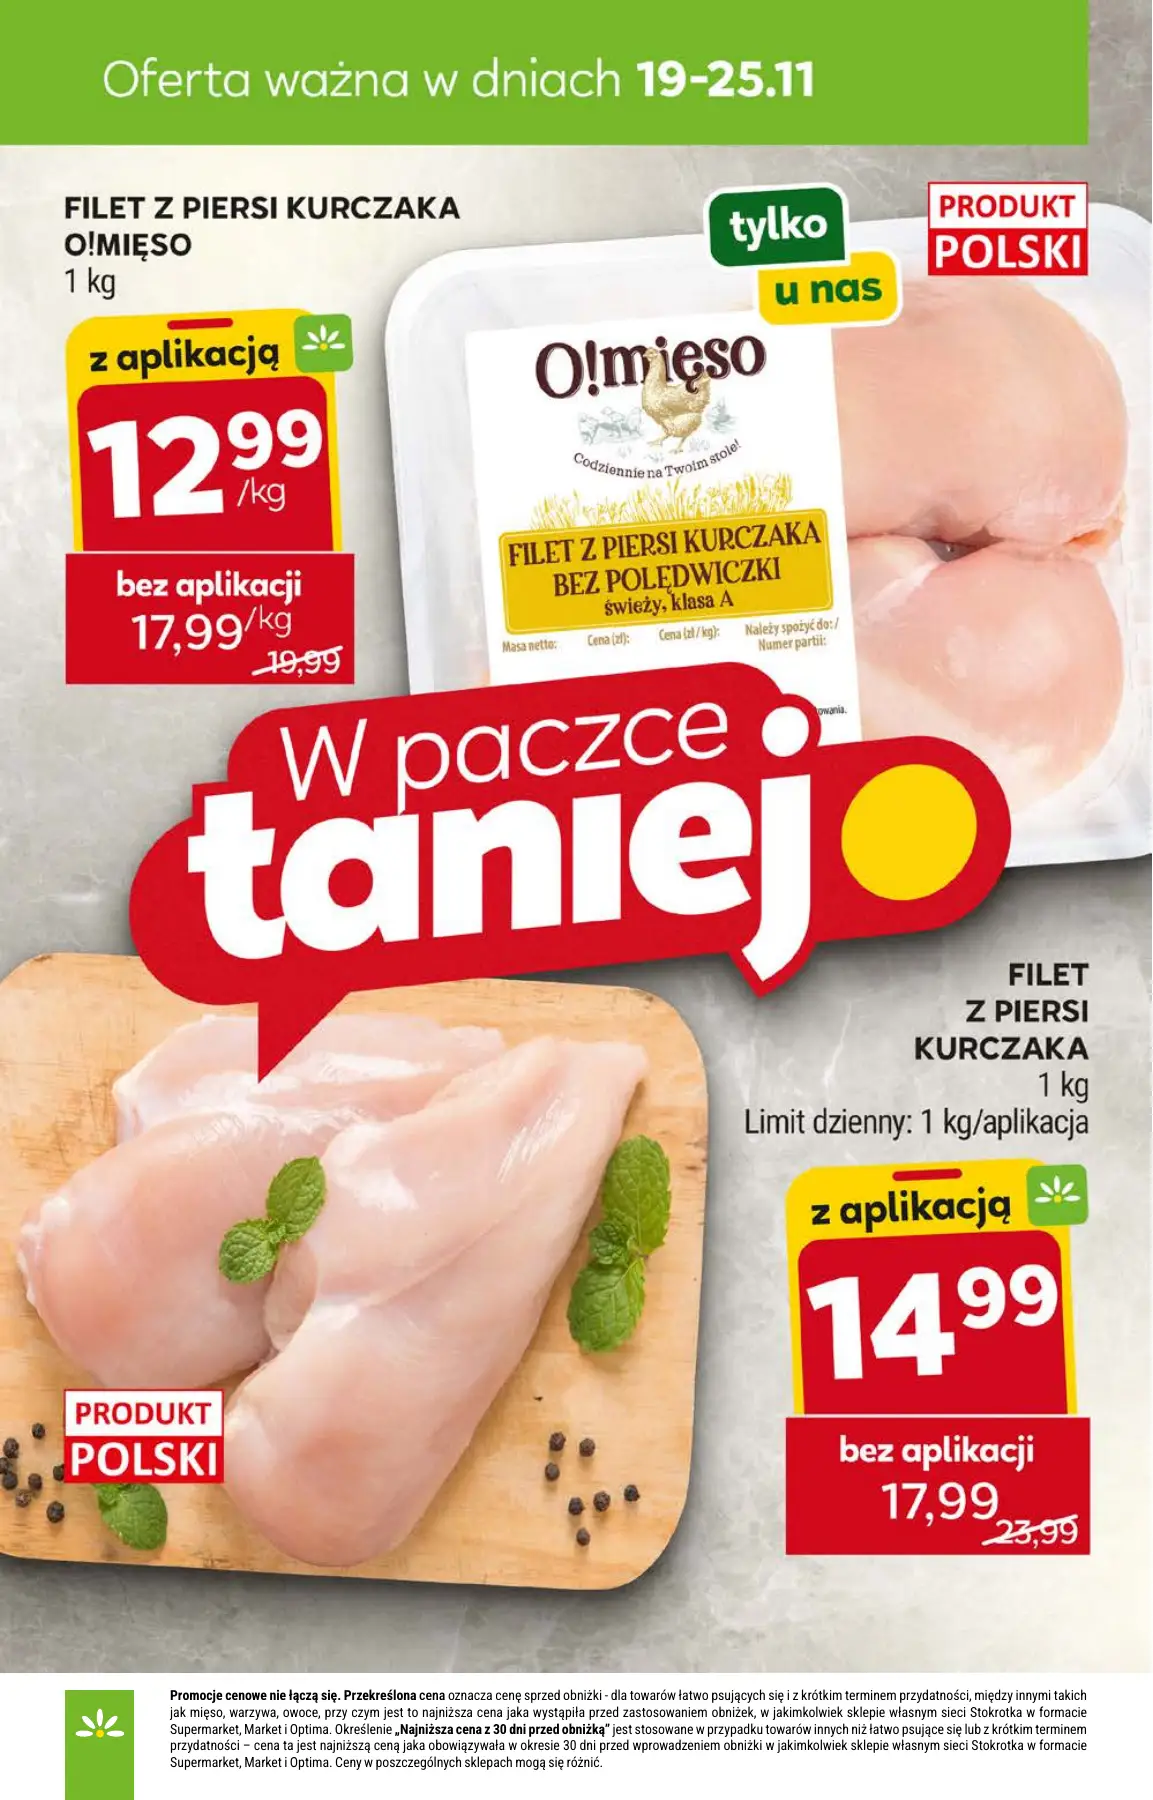 Oferta ważna w dniach 19-25.11
FILET Z PIERSI KURCZAKA
O!MIĘSO
1 kg
z aplikacją
12 99
/kg
bez aplikacji
17,99/kg
19,99
tylko
u nas
PRODUKT
POLSKI
O!mięso
Codziennie na Twoim stole!
FILET Z PIERSI KURCZAKA
BEZ POLĘDWICZKI
świeży, klasa A
Masa netto: Cena (zł): Cena (zł/kg): Należy spożyć do:/
Numer partii:
W paczce
taniej
FILET
Z PIERSI
KURCZAKA
1 kg
Limit dzienny: 1 kg/aplikacja
z aplikacją
14 99
bez aplikacji
17,99
23,99
PRODUKT
POLSKI
Promocje cenowe nie łączą się. Przekreślona cena oznacza cenę sprzed obniżki - dla towarów łatwo psujących się i z krótkim terminem przydatności, między innymi takich
jak mięso, warzywa, owoce, przy czym jest to najniższa cena jaka wystąpiła przed zastosowaniem obniżek, w jakimkolwiek sklepie własnym sieci Stokrotka w formacie
Supermarket, Market i Optima. Określenie „Najniższa cena z 30 dni przed obniżką" jest stosowane w przypadku towarów innych niż łatwo psujące się lub z krótkim terminem
przydatności – cena ta jest najniższą ceną jaka obowiązywała w okresie 30 dni przed wprowadzeniem obniżki w jakimkolwiek sklepie własnym sieci Stokrotka w formacie
Supermarket, Market i Optima. Ceny w poszczególnych sklepach mogą się różnić.